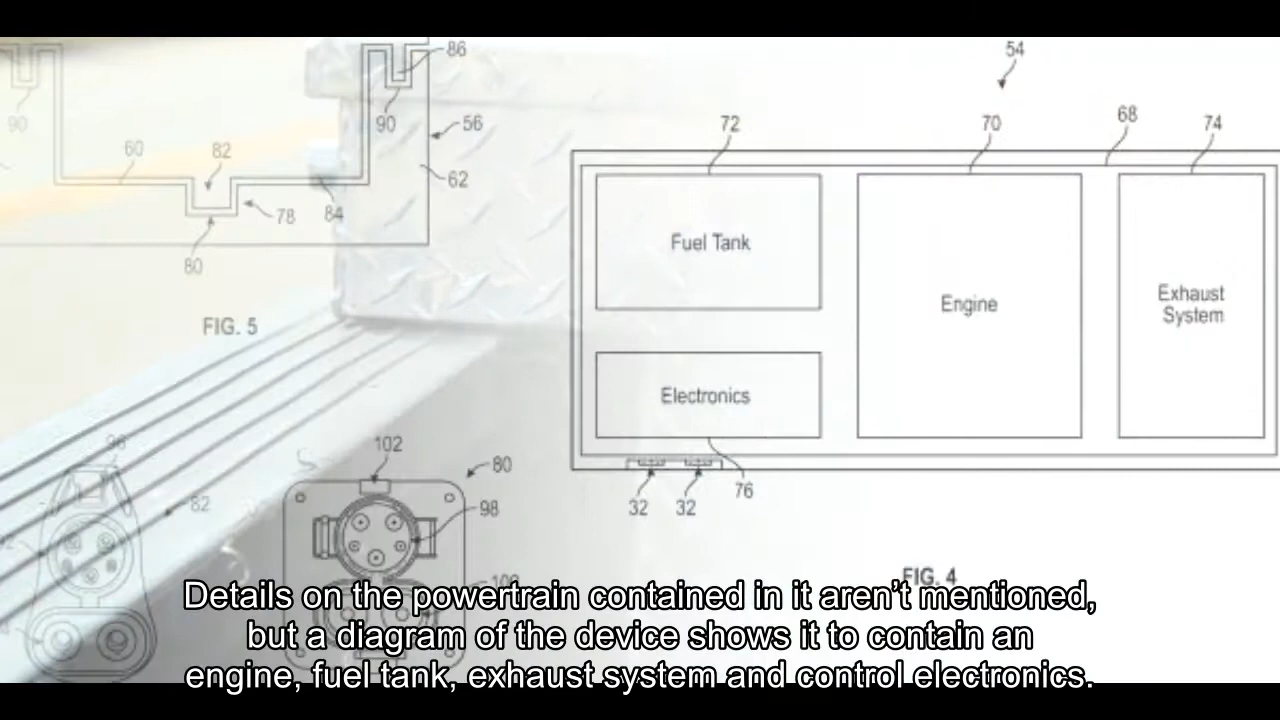 86
54
90
90
56
72
70
68
74
60
82
62
78
84
80
Fuel Tank
Engine
Exhaust
System
FIG. 5
Electronics
96
102
80
76
32
32
82
98
FIG. 4
Details on the powertrain contained in it aren't mentioned,
but a diagram of the device shows it to contain an
engine, fuel tank, exhaust system and control electronics.